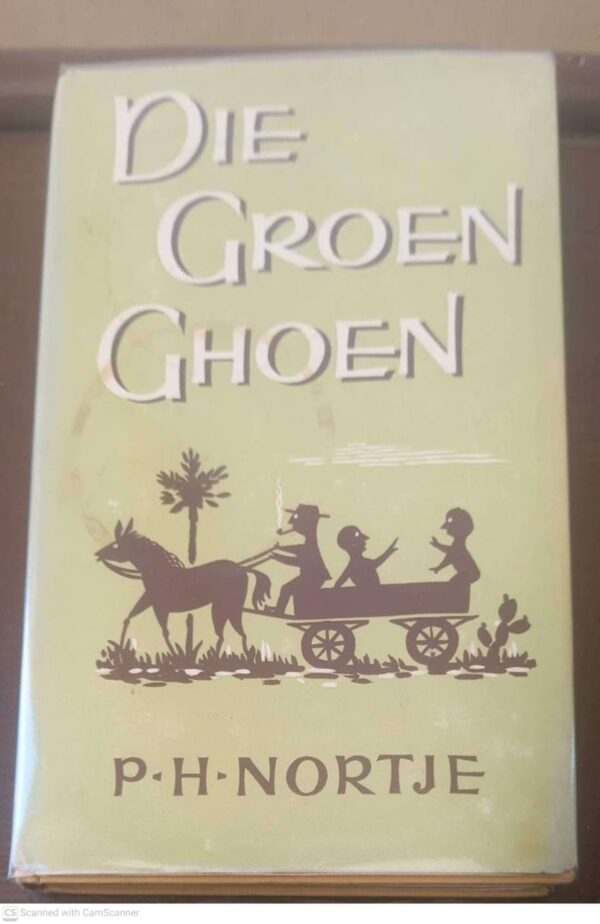 DIE
GROEN
GHOEN
P·H·NORTJE
CS Scanned with CamScanner